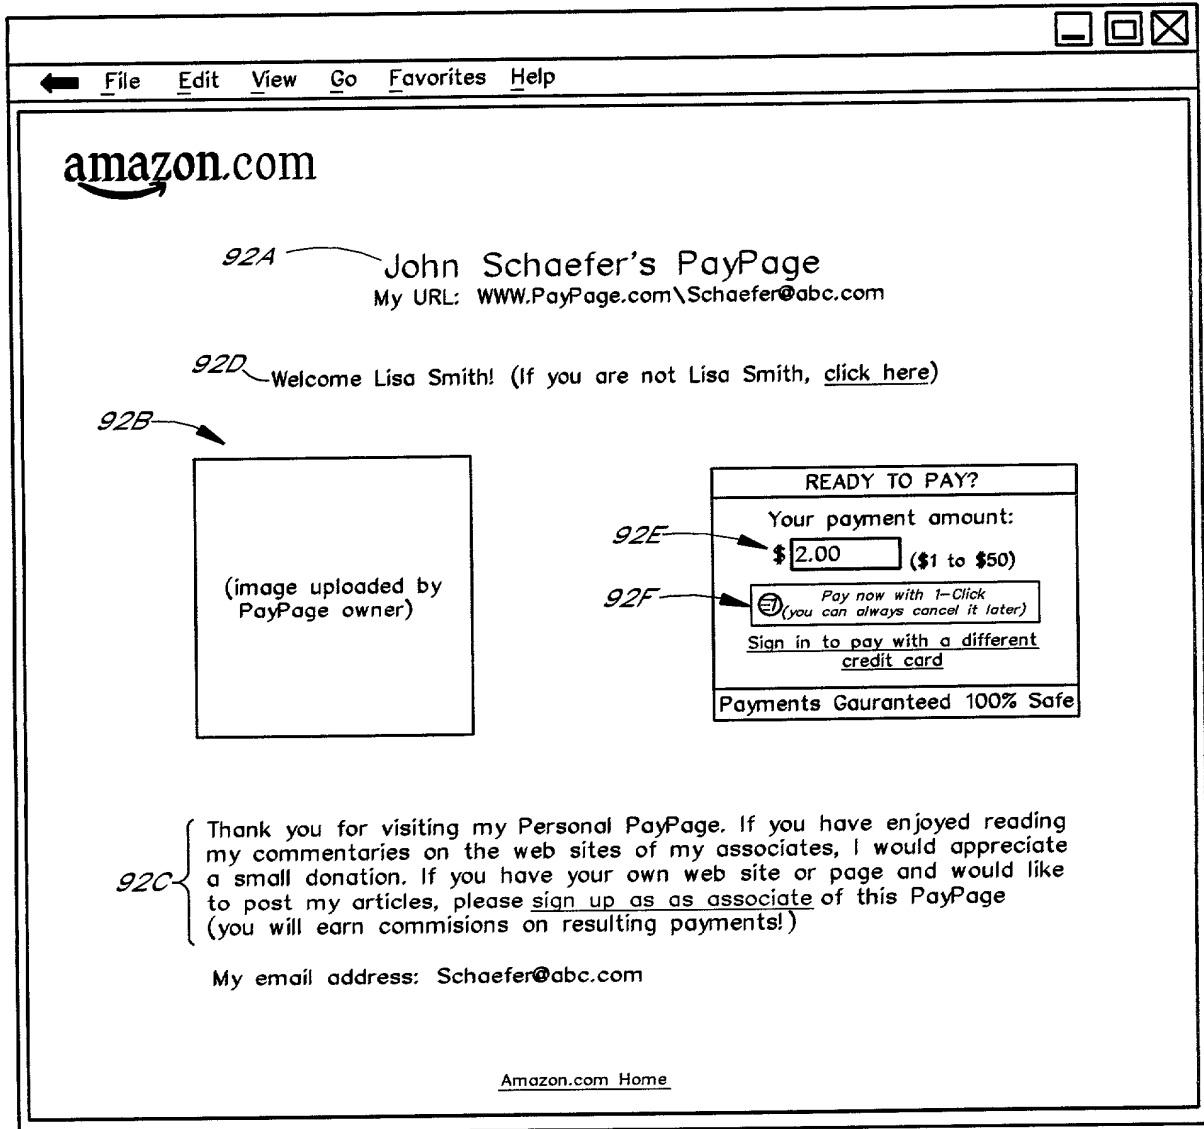 File Edit View Go Favorites Help
amazon.com
92A
John Schaefer's PayPage
My URL: WWW.PayPage.com\Schaefer@abc.com
92D
Welcome Lisa Smith! (If you are not Lisa Smith, click here)
92B
(image uploaded by
PayPage owner)
READY TO PAY?
Your payment amount:
92E
$ 2.00 ($1 to $50)
92F
Pay now with 1-Click
(you can always cancel it later)
Sign in to pay with a different
credit card
Payments Gauranteed 100% Safe
92C
Thank you for visiting my Personal PayPage. If you have enjoyed reading
my commentaries on the web sites of my associates, I would appreciate
a small donation. If you have your own web site or page and would like
to post my articles, please sign up as as associate of this PayPage
(you will earn commisions on resulting payments!)
My email address: Schaefer@abc.com
Amazon.com Home